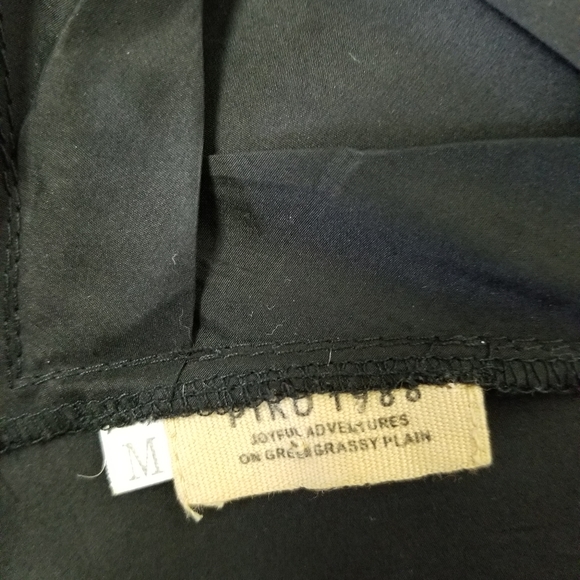 PIKO 1988
JOYFUL ADVENTURES
ON GREEN GRASSY PLAIN
M